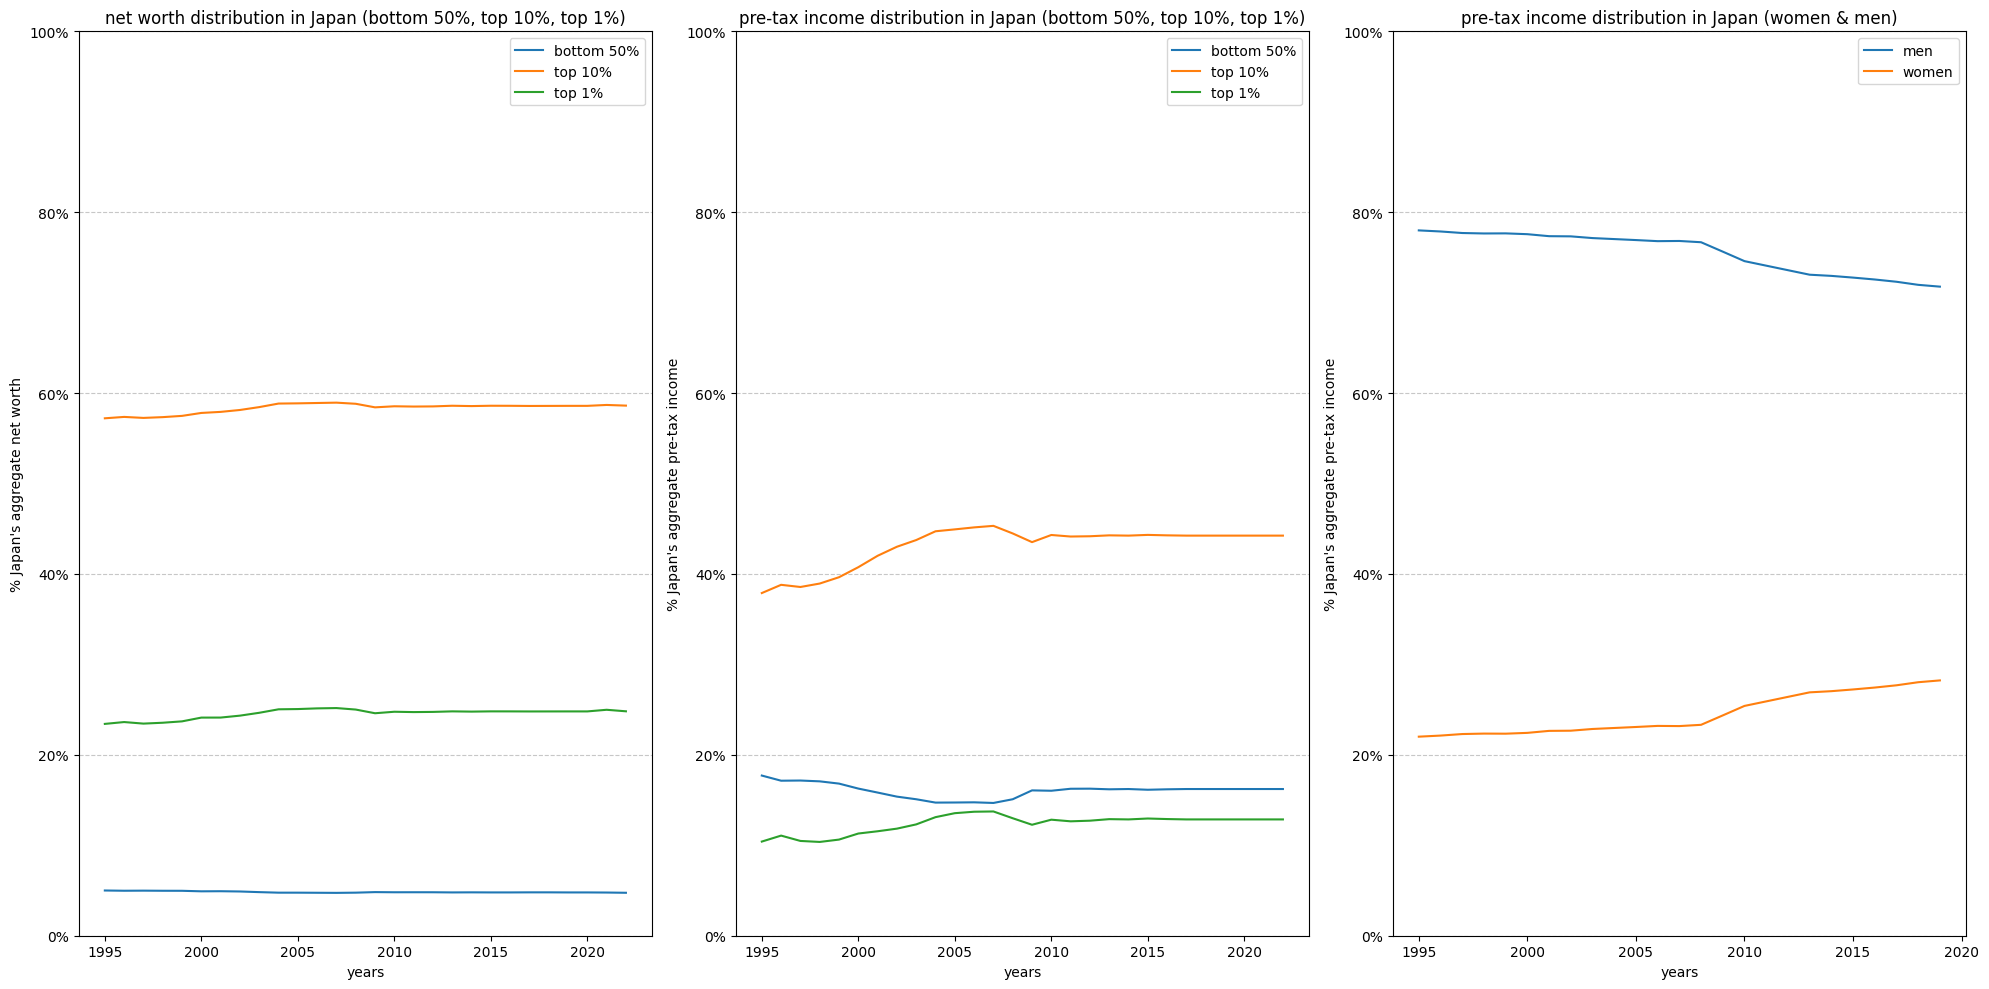 net worth distribution in Japan (bottom 50%, top 10%, top 1%)
100%
80%
60%
40%
20%
0%
% Japan's aggregate net worth
bottom 50%
top 10%
top 1%
1995
2000
2005
2010
2015
2020
years
pre-tax income distribution in Japan (bottom 50%, top 10%, top 1%)
100%
80%
60%
40%
20%
0%
% Japan's aggregate pre-tax income
bottom 50%
top 10%
top 1%
1995
2000
2005
2010
2015
2020
years
pre-tax income distribution in Japan (women & men)
100%
80%
60%
40%
20%
0%
% Japan's aggregate pre-tax income
men
women
1995
2000
2005
2010
2015
2020
years